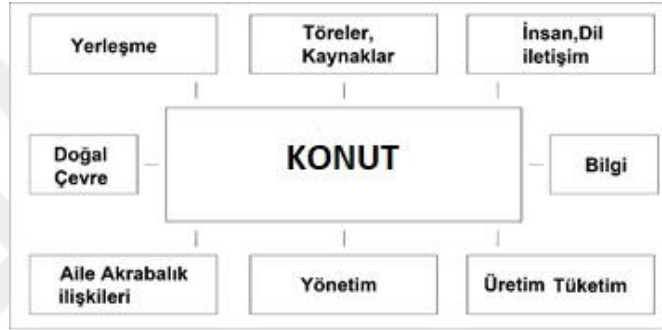 Yerleşme
Töreler,
Kaynaklar
İnsan,Dil
iletişim
Doğal
Çevre
KONUT
Bilgi
Aile Akrabalık
ilişkileri
Yönetim
Üretim Tüketim